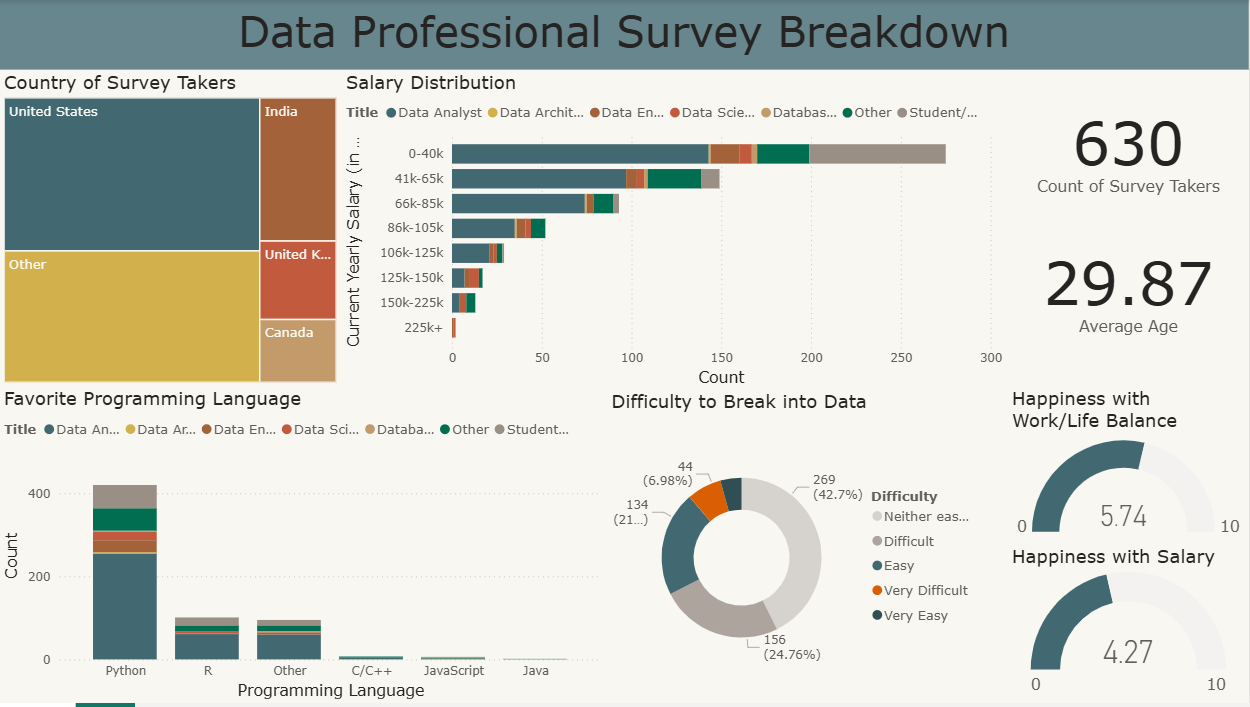 Data Professional Survey Breakdown
Country of Survey Takers
United States
India
Other
United K...
Canada
Salary Distribution
Title Data Analyst Data Archit... Data En... Data Scie... Databas... Other Student/...
Current Yearly Salary (in ...
0-40k
41k-65k
66k-85k
86k-105k
106k-125k
125k-150k
150k-225k
225k+
0 50 100 150 200 250 300
Count
630
Count of Survey Takers
29.87
Average Age
Favorite Programming Language
Title Data An... Data Ar... Data En... Data Sci... Databa... Other Student...
Count
400
200
0
Python R Other C/C++ JavaScript Java
Programming Language
Difficulty to Break into Data
44
(6.98%)
269
(42.7%)
134
(21...)
156
(24.76%)
Difficulty
Neither eas...
Difficult
Easy
Very Difficult
Very Easy
Happiness with
Work/Life Balance
5.74
0 10
Happiness with Salary
4.27
0 10